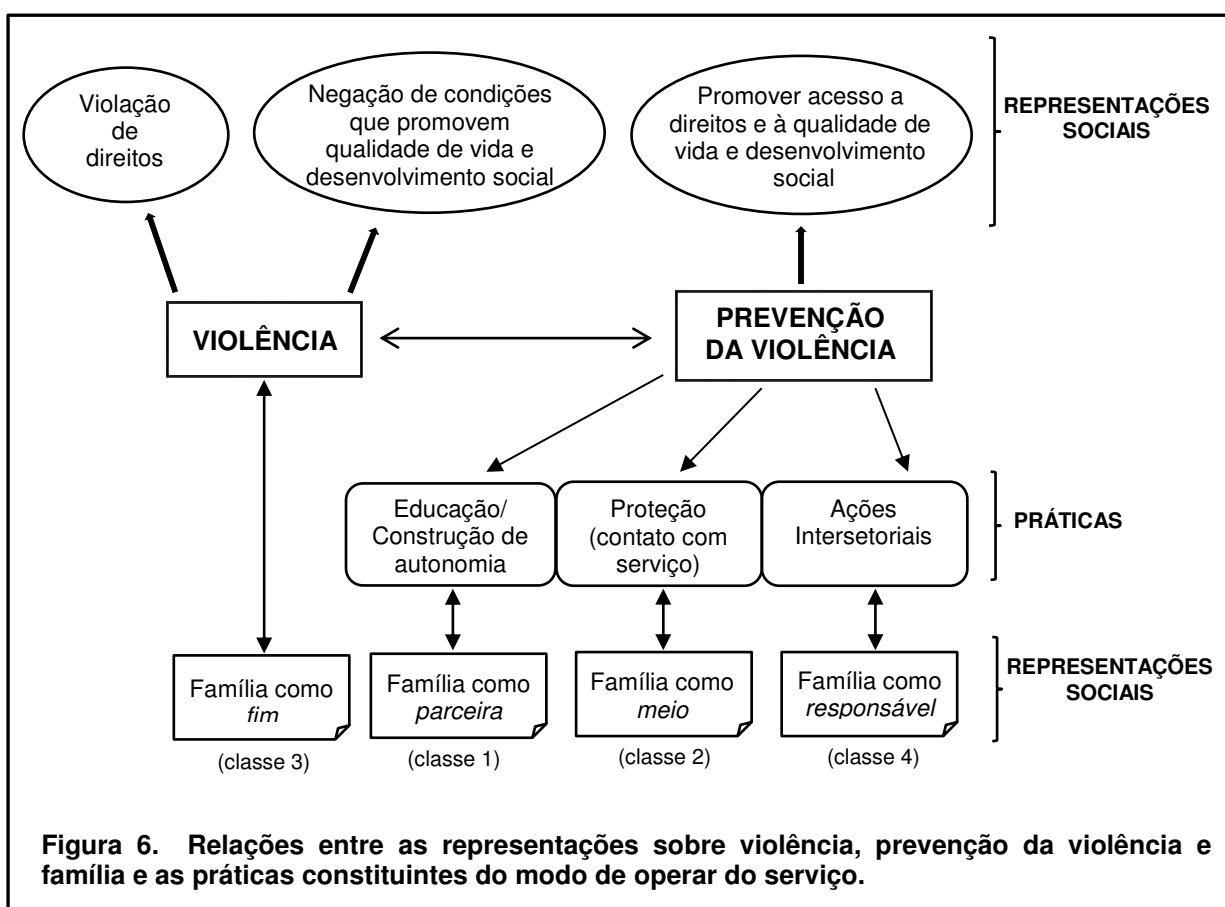 Violação
de
direitos
Negação de condições
que promovem
qualidade de vida e
desenvolvimento social
Promover acesso a
direitos e à qualidade de
vida e desenvolvimento
social
REPRESENTAÇÕES
SOCIAIS
VIOLÊNCIA
PREVENÇÃO
DA VIOLÊNCIA
Educação/
Construção de
autonomia
Proteção
(contato com
serviço)
Ações
Intersetoriais
PRÁTICAS
Família como
fim
(classe 3)
Família como
parceira
(classe 1)
Família como
meio
(classe 2)
Família como
responsável
(classe 4)
REPRESENTAÇÕES
SOCIAIS
Figura 6. Relações entre as representações sobre violência, prevenção da violência e
família e as práticas constituintes do modo de operar do serviço.